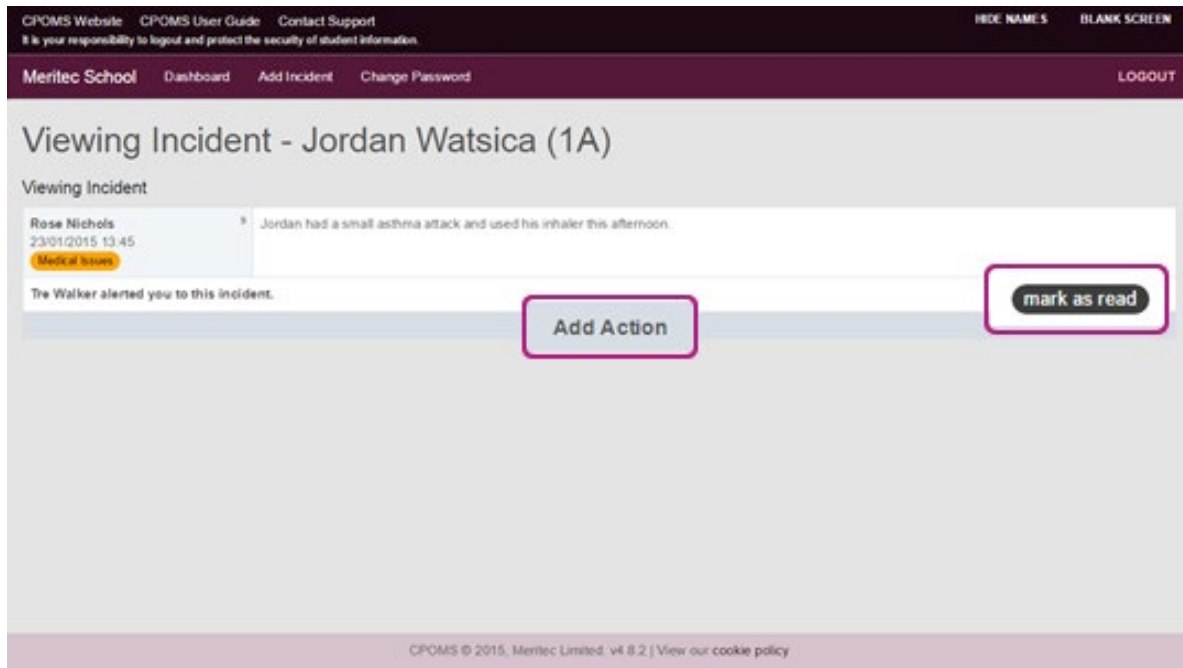 CPOMS Website CPOMS User Guide Contact Support HIDE NAMES BLANK SCREEN
It is your responsibility to logout and protect the security of student information.
Meritec School Dashboard Add Incident Change Password LOGOUT
Viewing Incident - Jordan Watsica (1A)
Viewing Incident
Rose Nichols Jordan had a small asthma attack and used his inhaler this afternoon.
23/01/2015 13:45
Medical Issues
Tre Walker alerted you to this incident. mark as read
Add Action
CPOMS © 2015, Meritec Limited. v4.8.2 | View our cookie policy